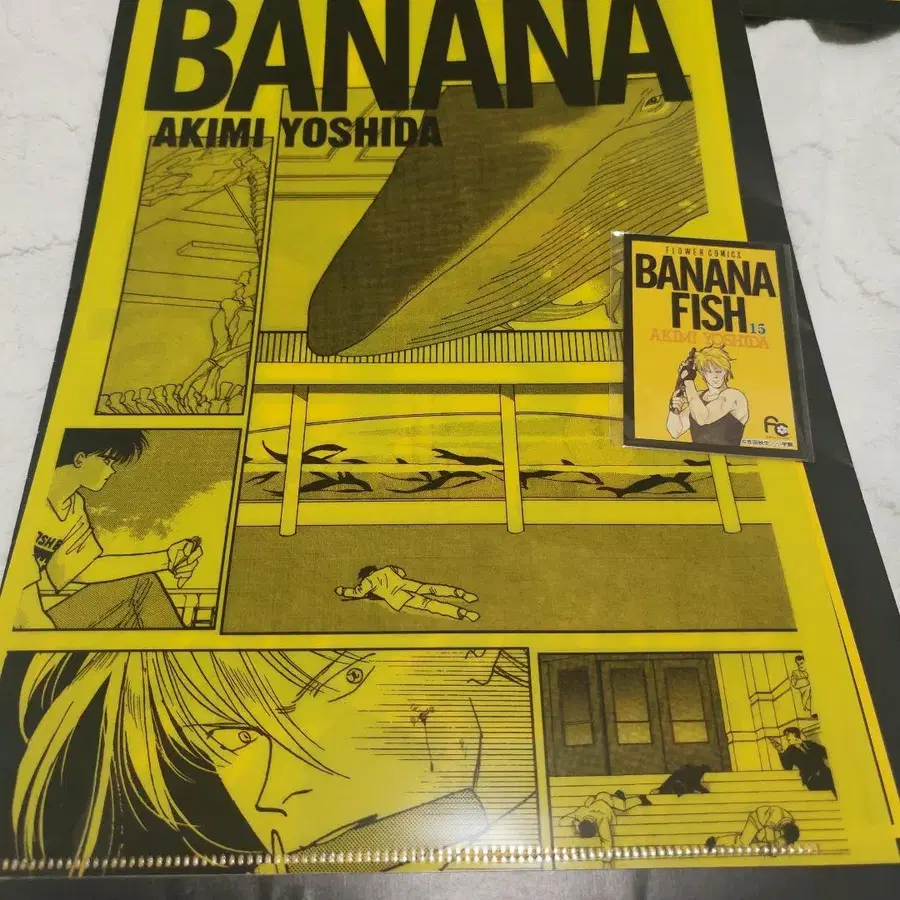 BANANA
AKIMI YOSHIDA
FLOWER COMICS
BANANA
FISH 15
AKIMI YOSHIDA
FC